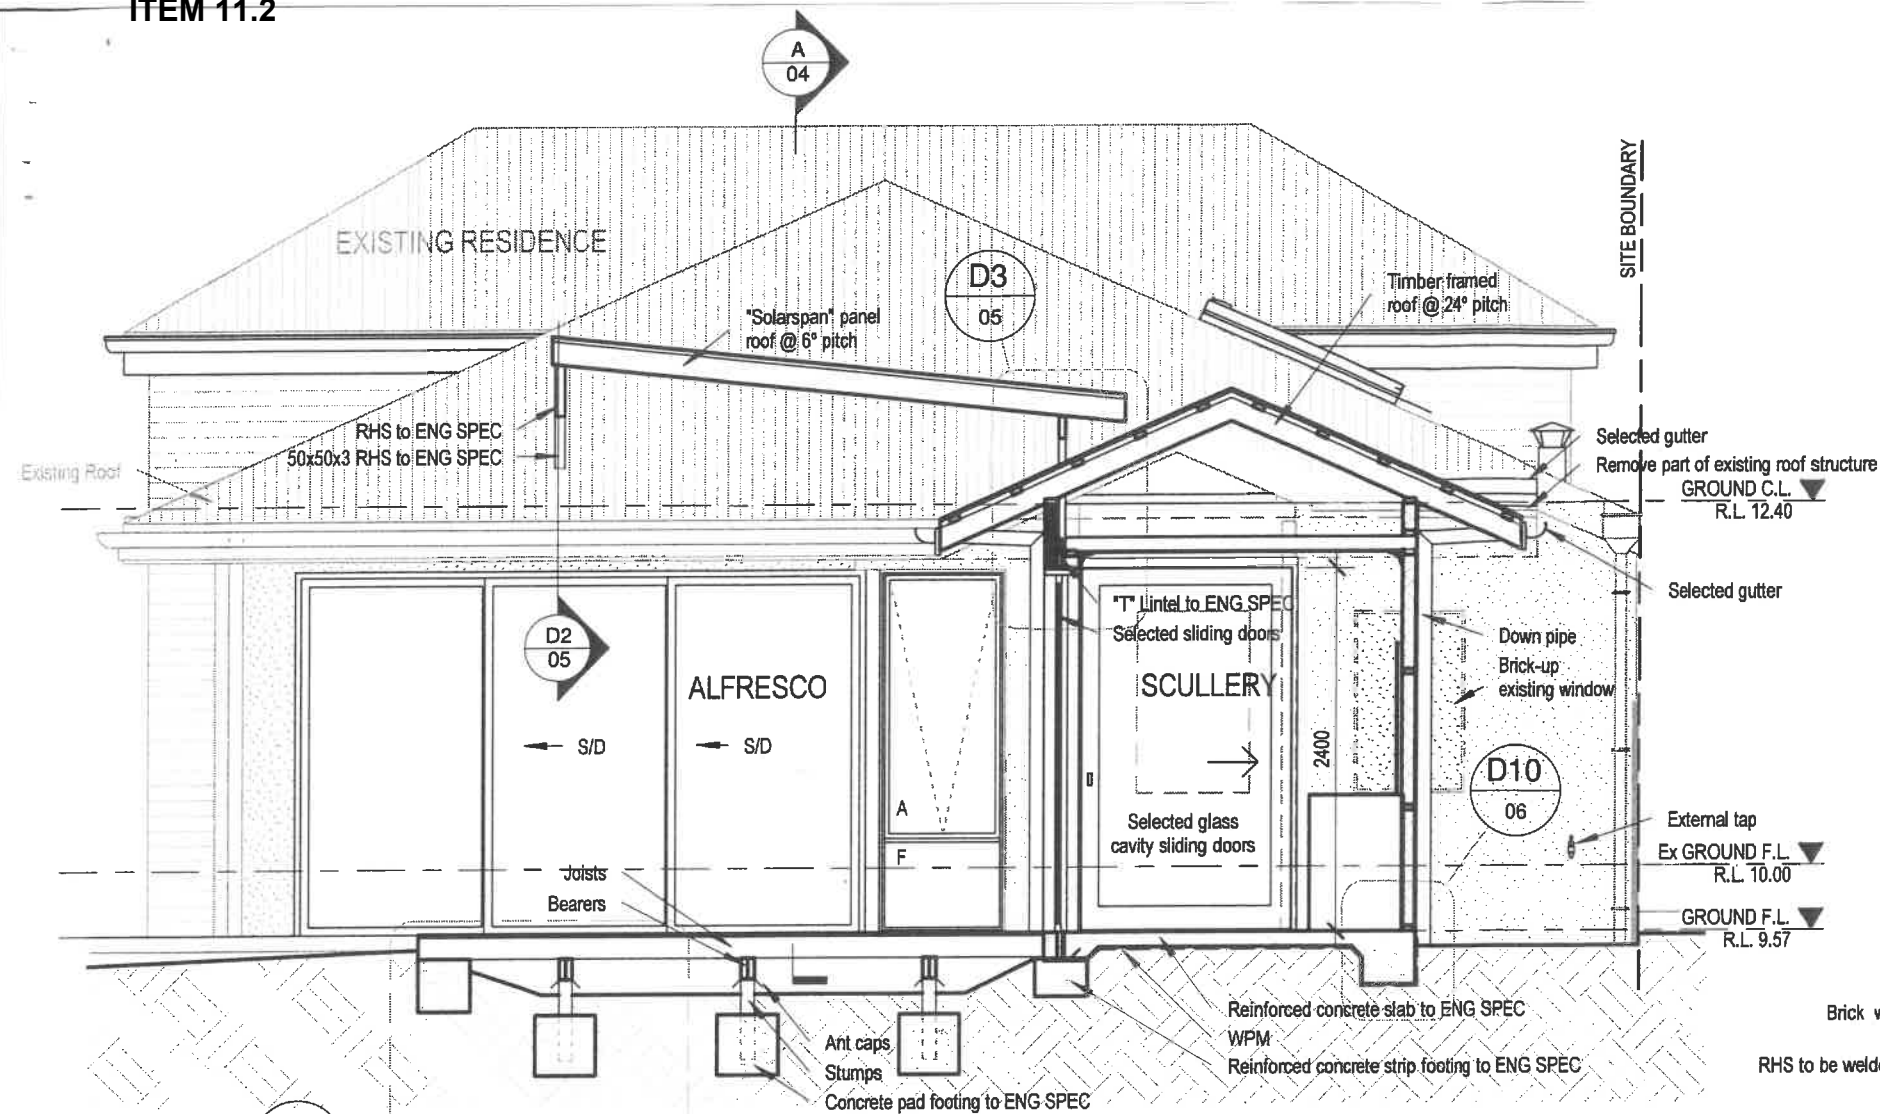 ITEM 11.2
A
04
SITE BOUNDARY
EXISTING RESIDENCE
D3
05
Timber framed
roof @ 24° pitch
"Solarspan" panel
roof @ 6° pitch
RHS to ENG SPEC
50x50x3 RHS to ENG SPEC
Existing Roof
Selected gutter
Remove part of existing roof structure
GROUND C.L.
R.L. 12.40
Selected gutter
"T" Lintel to ENG SPEC
Selected sliding doors
D2
05
Down pipe
Brick-up
existing window
ALFRESCO
SCULLERY
S/D
S/D
2400
D10
06
A
Selected glass
cavity sliding doors
External tap
F
Ex GROUND F.L.
R.L. 10.00
Joists
Bearers
GROUND F.L.
R.L. 9.57
Reinforced concrete slab to ENG SPEC
Brick
WPM
Ant caps
Reinforced concrete strip footing to ENG SPEC
RHS to be
Stumps
Concrete pad footing to ENG SPEC